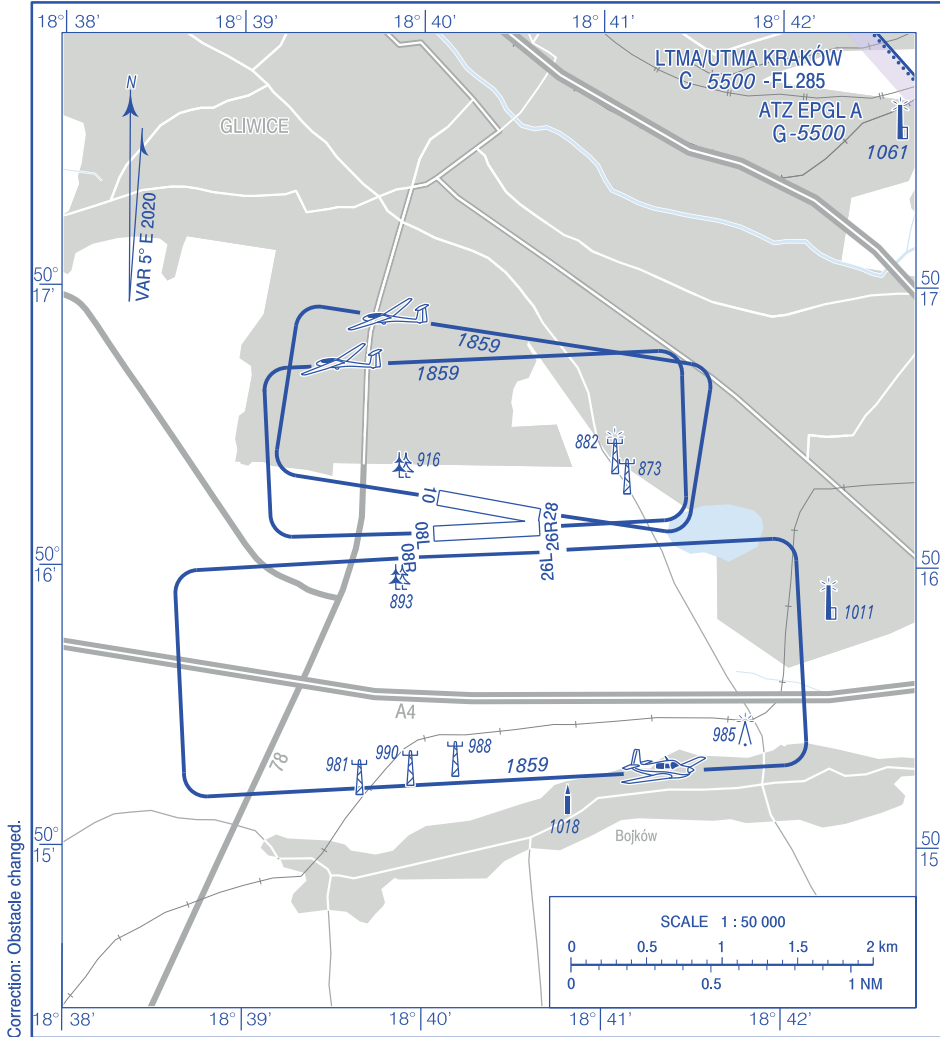 18° 38'
18° 39'
18° 40'
18° 41'
18° 42'
LTMA/UTMA KRAKÓW
C 5500 -FL285
ATZ EPGL A
G-5500
1061
N
GLIWICE
VAR 5° E 2020
50°
17'
50°
17'
1859
1859
882
873
916
10
28
08L
26R
08R
26L
50°
16'
50°
16'
893
1011
A4
985
78
981
990
988
1859
1018
Bojków
50°
15'
50°
15'
SCALE 1 : 50 000
0 0.5 1 1.5 2 km
0 0.5 1 NM
18° 38'
18° 39'
18° 40'
18° 41'
18° 42'
Correction: Obstacle changed.